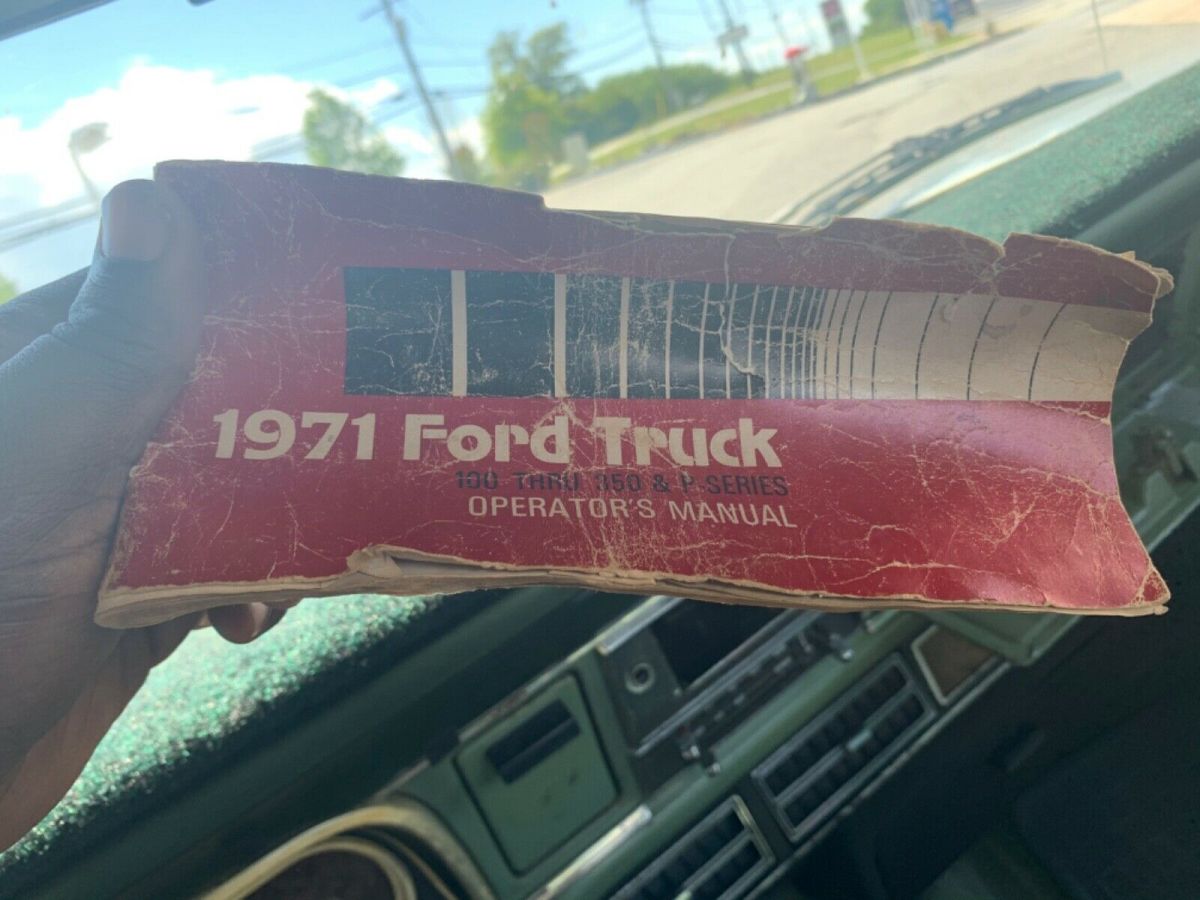 1971 Ford Truck
100 THRU 350 & P-SERIES
OPERATOR'S MANUAL